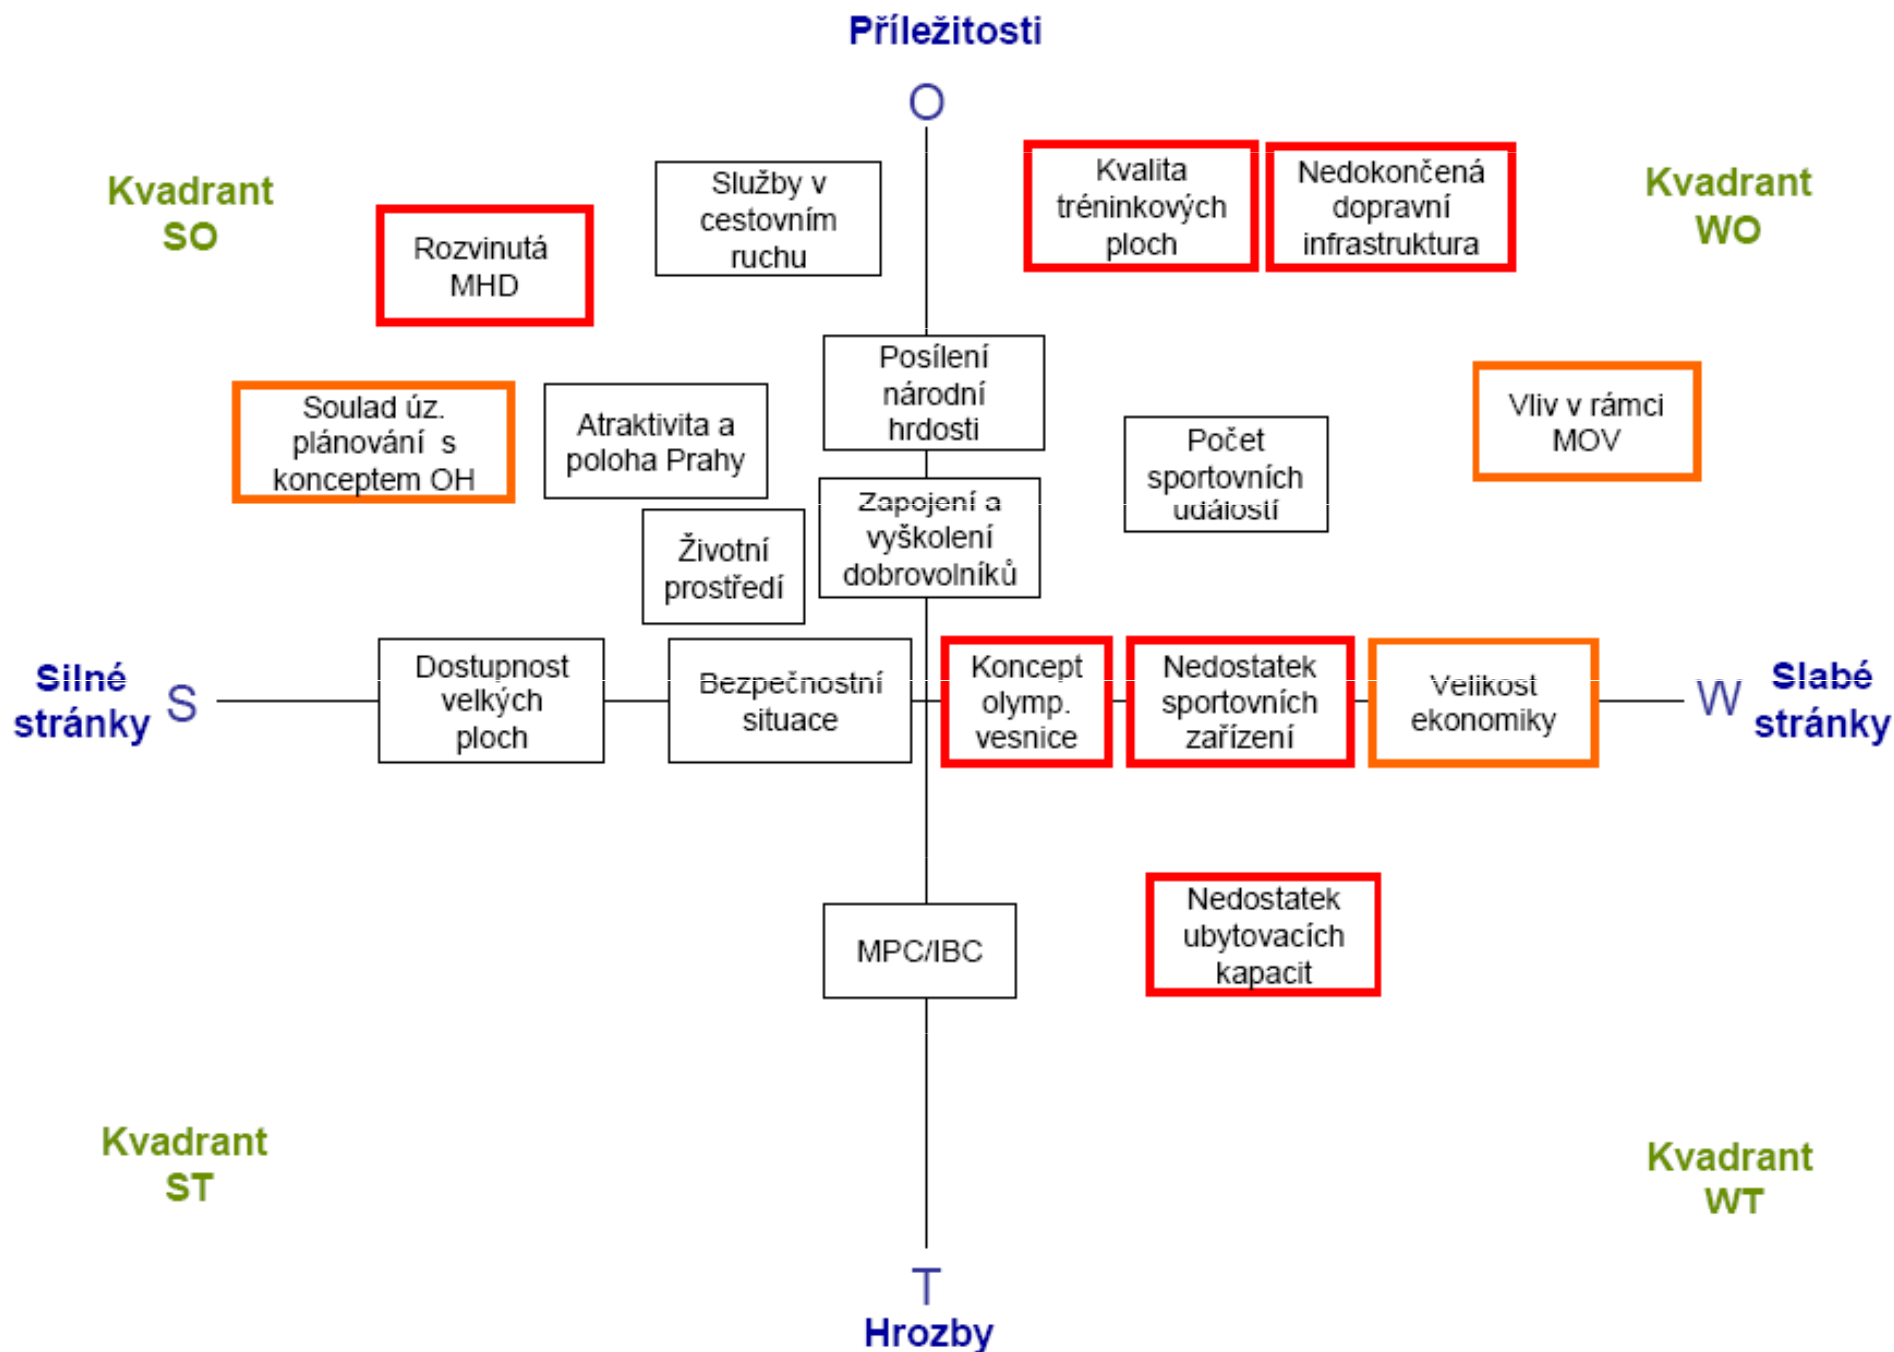 Příležitosti
O
Kvadrant
SO
Rozvinutá
MHD
Služby v
cestovním
ruchu
Kvalita
tréninkových
ploch
Nedokončená
dopravní
infrastruktura
Kvadrant
WO
Soulad úz.
plánování s
konceptem OH
Atraktivita a
poloha Prahy
Posílení
národní
hrdosti
Počet
sportovních
událostí
Vliv v rámci
MOV
Životní
prostředí
Zapojení a
vyškolení
dobrovolníků
Silné
stránky
S
Dostupnost
velkých
ploch
Bezpečnostní
situace
Koncept
olymp.
vesnice
Nedostatek
sportovních
zařízení
Velikost
ekonomiky
W
Slabé
stránky
MPC/IBC
Nedostatek
ubytovacích
kapacit
Kvadrant
ST
Kvadrant
WT
T
Hrozby